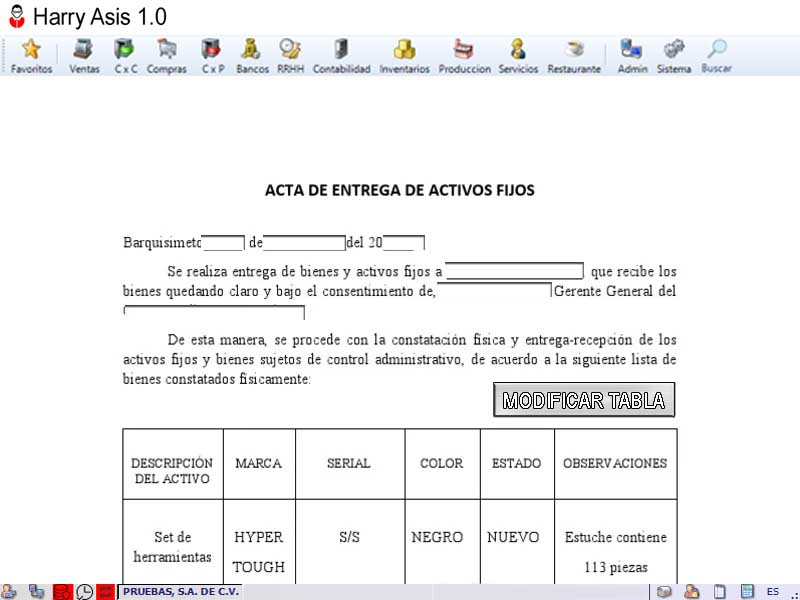 Harry Asis 1.0
Favoritos Ventas C x C Compras C x P Bancos RRHH Contabilidad Inventarios Produccion Servicios Restaurante Admin Sistema Buscar
ACTA DE ENTREGA DE ACTIVOS FIJOS
Barquisimeto de del 20
Se realiza entrega de bienes y activos fijos a que recibe los
bienes quedando claro y bajo el consentimiento de, Gerente General del
De esta manera, se procede con la constatación física y entrega-recepción de los
activos fijos y bienes sujetos de control administrativo, de acuerdo a la siguiente lista de
bienes constatados físicamente:
MODIFICAR TABLA
DESCRIPCIÓN DEL ACTIVO MARCA SERIAL COLOR ESTADO OBSERVACIONES
Set de herramientas HYPER TOUGH S/S NEGRO NUEVO Estuche contiene 113 piezas
PRUEBAS, S.A. DE C.V. ES